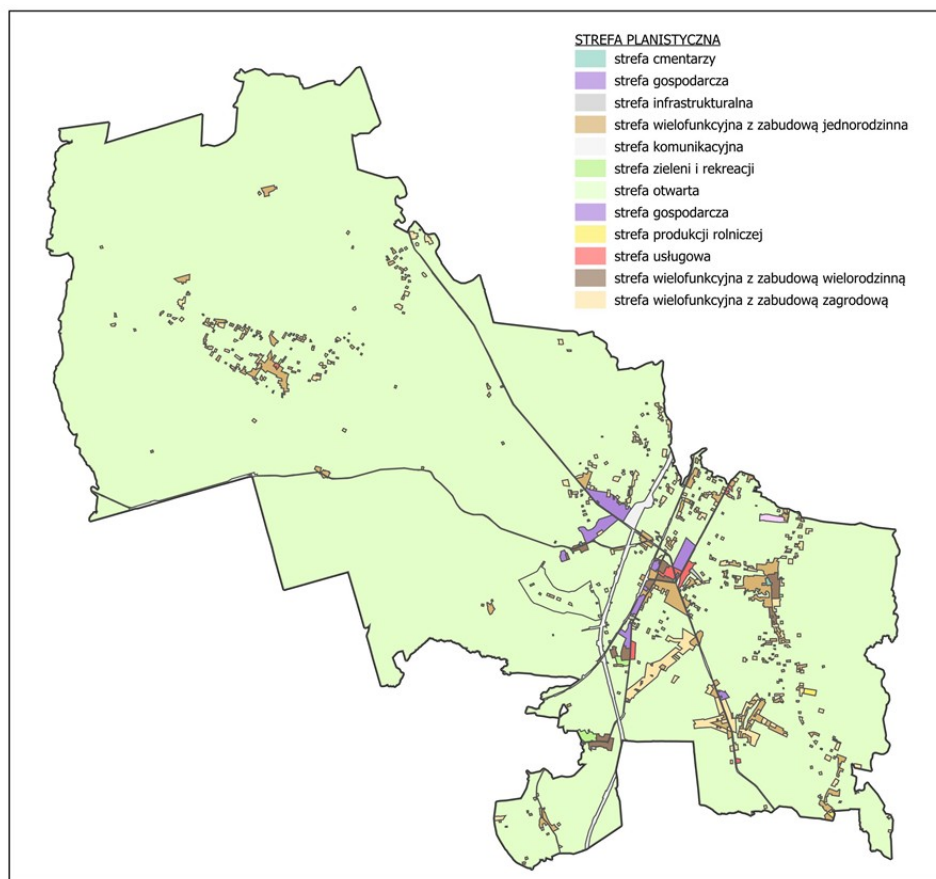 STREFA PLANISTYCZNA
strefa cmentarzy
strefa gospodarcza
strefa infrastrukturalna
strefa wielofunkcyjna z zabudową jednorodzinna
strefa komunikacyjna
strefa zieleni i rekreacji
strefa otwarta
strefa gospodarcza
strefa produkcji rolniczej
strefa usługowa
strefa wielofunkcyjna z zabudową wielorodzinną
strefa wielofunkcyjna z zabudową zagrodową